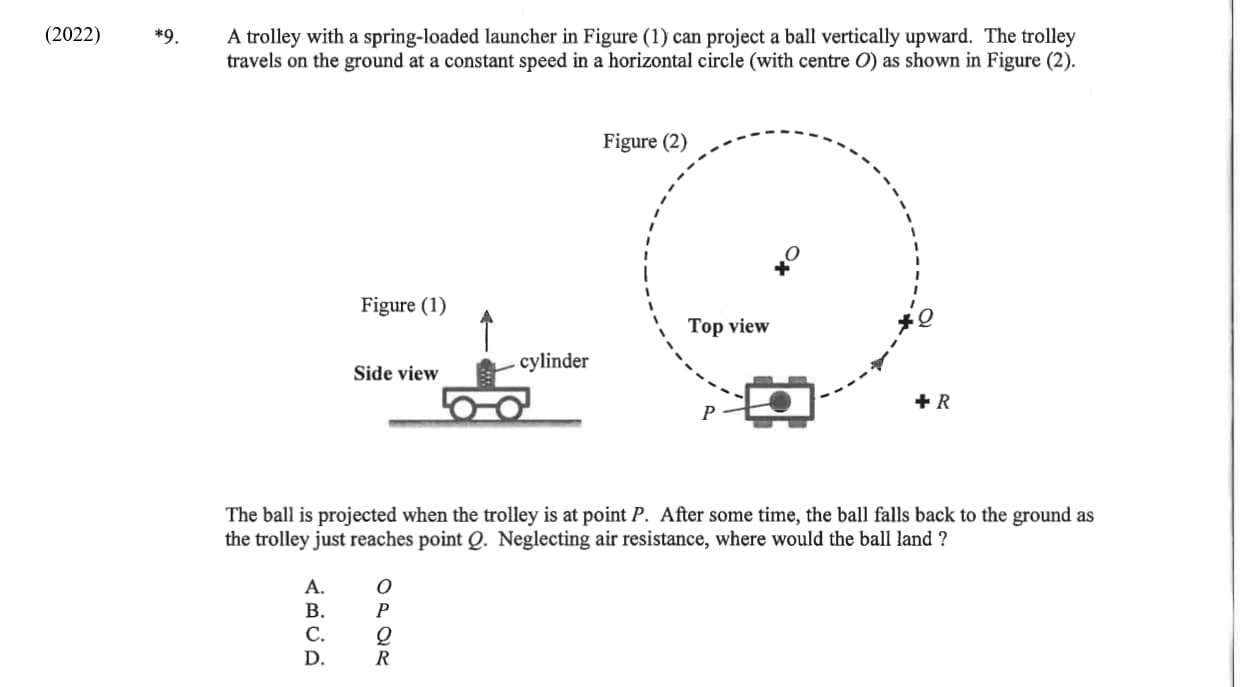 (2022) *9. A trolley with a spring-loaded launcher in Figure (1) can project a ball vertically upward. The trolley
travels on the ground at a constant speed in a horizontal circle (with centre O) as shown in Figure (2).
Figure (2)
O
Figure (1)
Q
Top view
cylinder
Side view
P
R
The ball is projected when the trolley is at point P. After some time, the ball falls back to the ground as
the trolley just reaches point Q. Neglecting air resistance, where would the ball land ?
A. O
B. P
C. Q
D. R